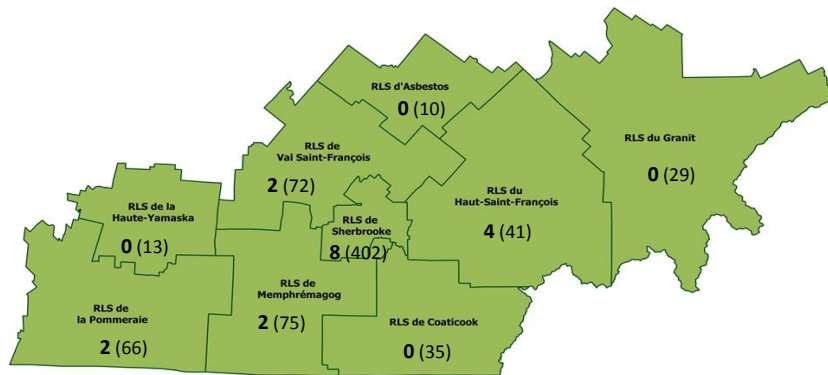 RLS d'Asbestos
0 (10)
RLS du Granit
0 (29)
RLS de
Val Saint-François
2 (72)
RLS du
Haut-Saint-François
4 (41)
RLS de la
Haute-Yamaska
0 (13)
RLS de
Sherbrooke
8 (402)
RLS de
Memphrémagog
2 (75)
RLS de
la Pommeraie
2 (66)
RLS de Coaticook
0 (35)